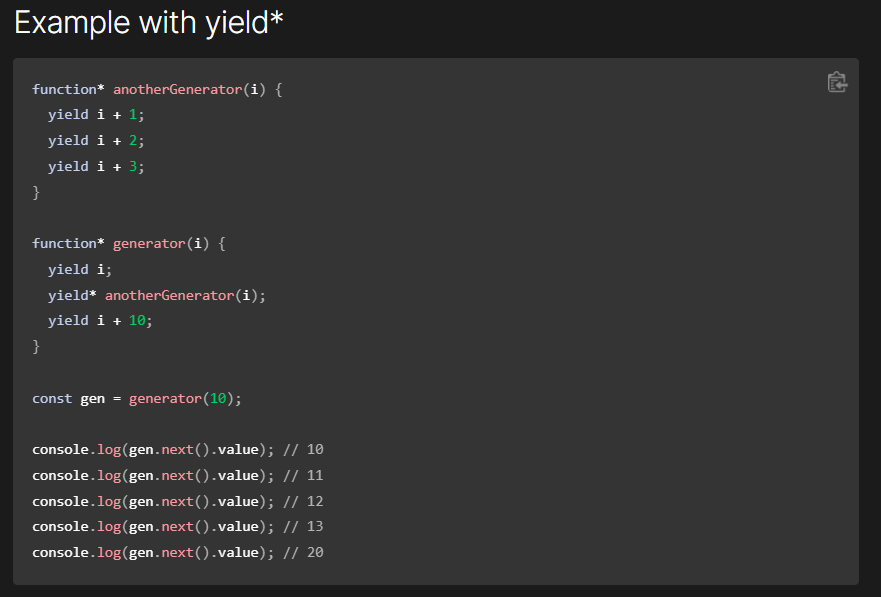 Example with yield*
function* anotherGenerator(i) {
  yield i + 1;
  yield i + 2;
  yield i + 3;
}
function* generator(i) {
  yield i;
  yield* anotherGenerator(i);
  yield i + 10;
}
const gen = generator(10);
console.log(gen.next().value); // 10
console.log(gen.next().value); // 11
console.log(gen.next().value); // 12
console.log(gen.next().value); // 13
console.log(gen.next().value); // 20